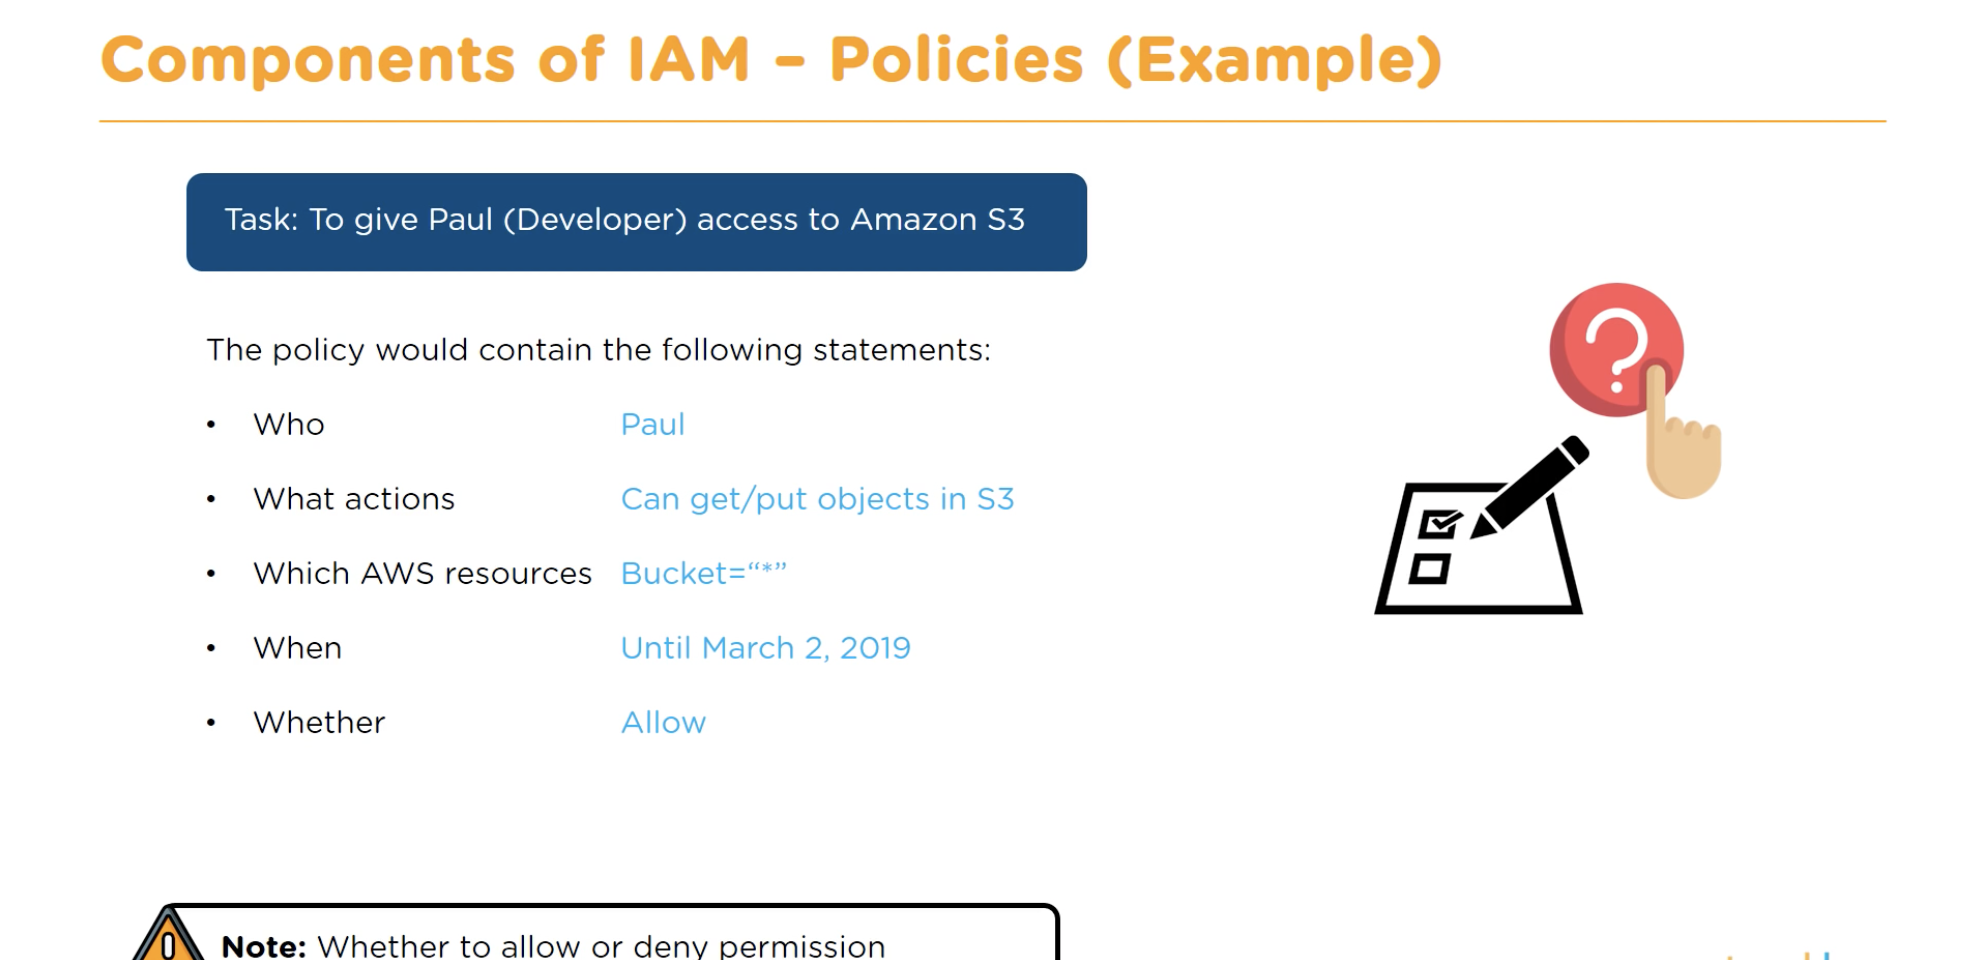 Components of IAM – Policies (Example)
Task: To give Paul (Developer) access to Amazon S3
The policy would contain the following statements:
• Who Paul
• What actions Can get/put objects in S3
• Which AWS resources Bucket=“*”
• When Until March 2, 2019
• Whether Allow
Note: Whether to allow or deny permission